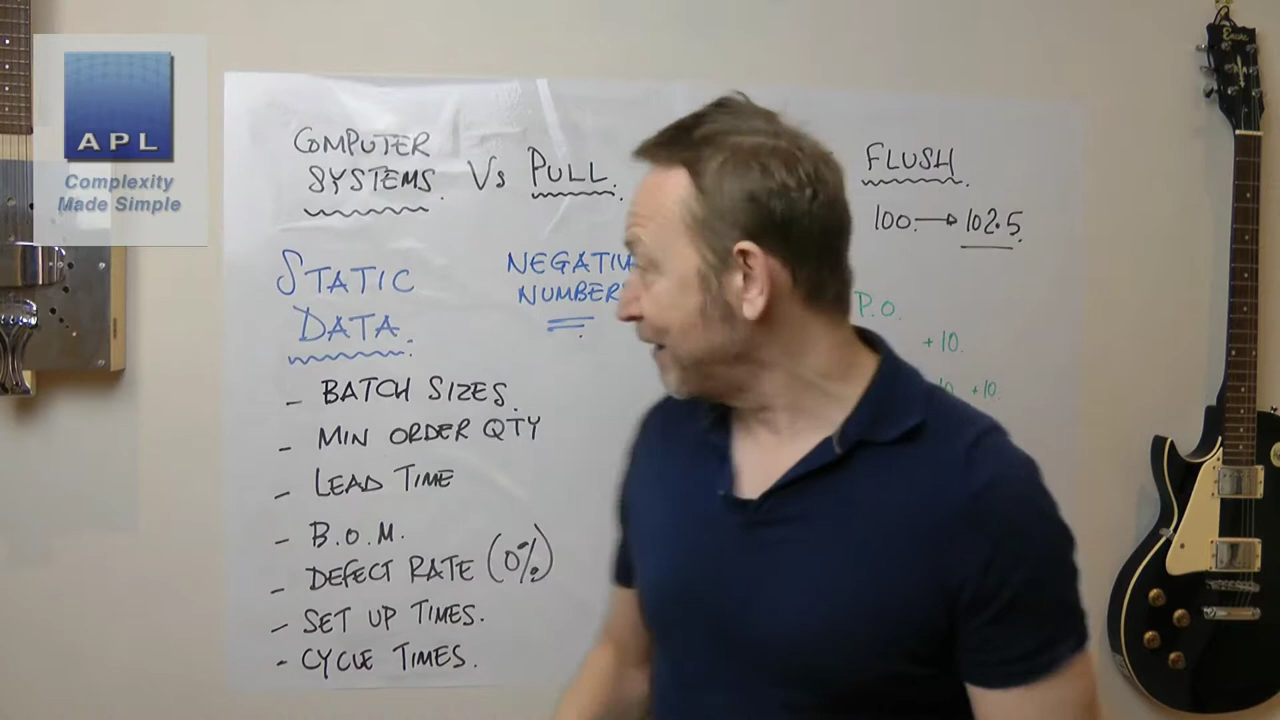 APL
Complexity
Made Simple
COMPUTER
SYSTEMS. Vs PULL.
STATIC
DATA.
- BATCH SIZES.
- MIN ORDER QTY
- LEAD TIME
- B.O.M.
- DEFECT RATE (0%)
- SET UP TIMES.
- CYCLE TIMES.
NEGATIV
NUMBER
FLUSH.
100. → 102.5.
P.O.
+10.
+10.